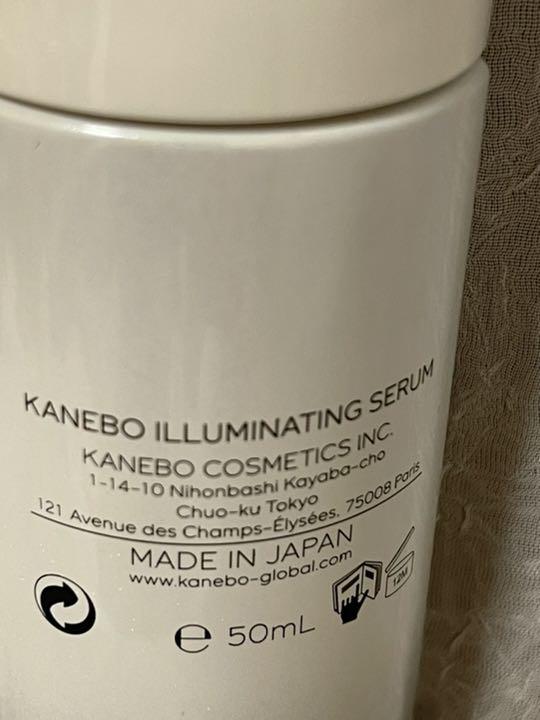 KANEBO ILLUMINATING SERUM
KANEBO COSMETICS INC.
1-14-10 Nihonbashi Kayaba-cho
Chuo-ku Tokyo
121 Avenue des Champs-Élysées, 75008 Paris
MADE IN JAPAN
www.kanebo-global.com
12M
e 50mL